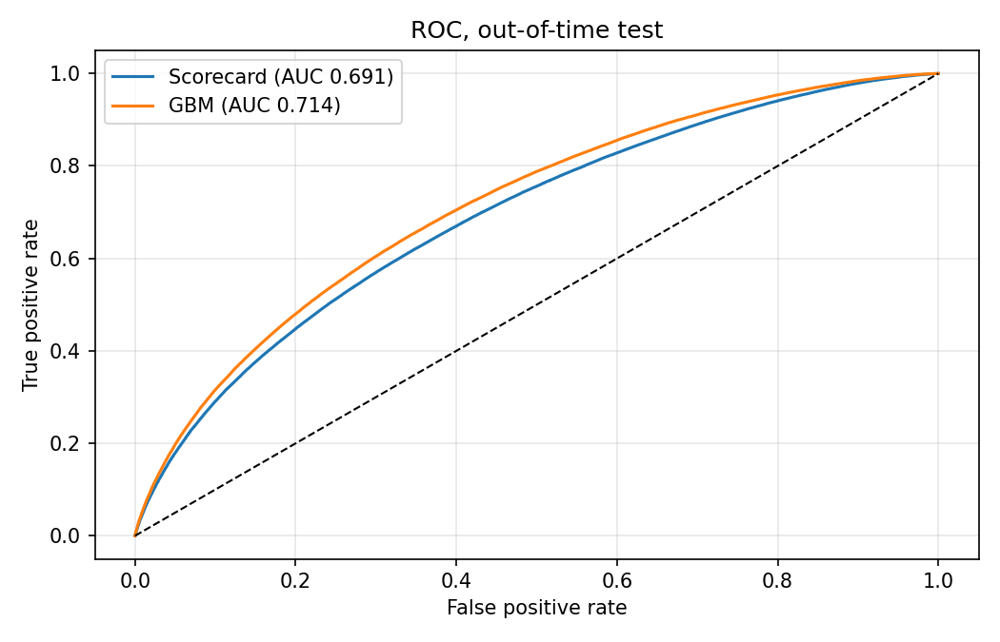 ROC, out-of-time test
Scorecard (AUC 0.691)
GBM (AUC 0.714)
1.0
0.8
0.6
0.4
0.2
0.0
True positive rate
0.0 0.2 0.4 0.6 0.8 1.0
False positive rate